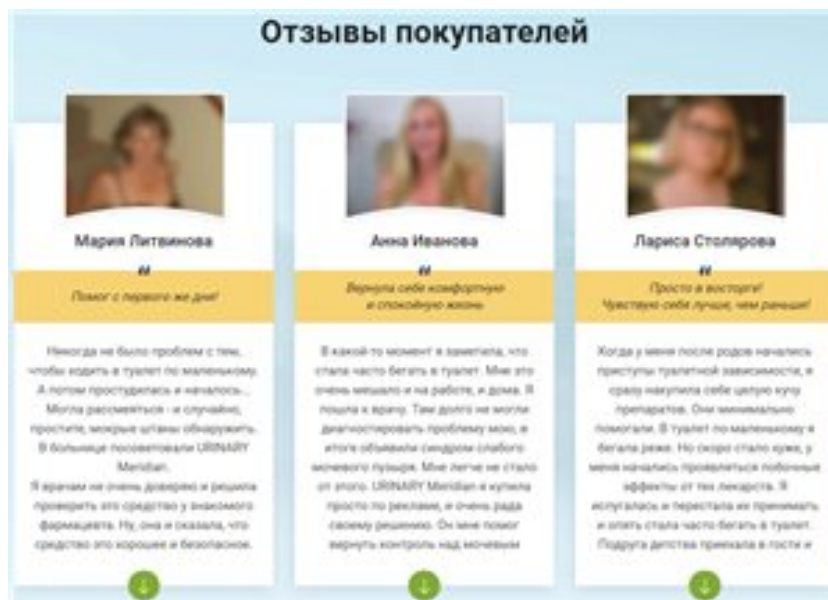 Отзывы покупателей
Мария Литвинова
"
Помог с первого же дня!
Никогда не было проблем с тем,
чтобы ходить в туалет по маленькому.
А потом простудилась и началось...
Могла рассмеяться - и случайно,
простите, мокрые штаны обнаружить.
В больнице посоветовали URINARY
Meridian.
Я врачам не очень доверяю и решила
проверить это средство у знакомого
фармацевта. Ну, она и сказала, что
средство это хорошее и безопасное.
Анна Иванова
"
Вернула себе комфортную
и спокойную жизнь
В какой-то момент я заметила, что
стала часто бегать в туалет. Мне это
очень мешало и на работе, и дома. Я
пошла к врачу. Там долго не могли
диагностировать проблему мою, в
итоге объявили синдром слабого
мочевого пузыря. Мне легче не стало
от этого. URINARY Meridian я купила
просто по рекламе, и очень рада
своему решению. Он мне помог
вернуть контроль над мочевым
Лариса Столярова
"
Просто в восторге!
Чувствую себя лучше, чем раньше!
Когда у меня после родов начались
приступы туалетной зависимости, я
сразу накупила себе целую кучу
препаратов. Они минимально
помогали. В туалет по-маленькому я
бегала реже. Но скоро стало хуже, у
меня начались проявляться побочные
эффекты от тех лекарств. Я
испугалась и перестала их принимать
и опять стала часто бегать в туалет.
Подруга детства приехала в гости и